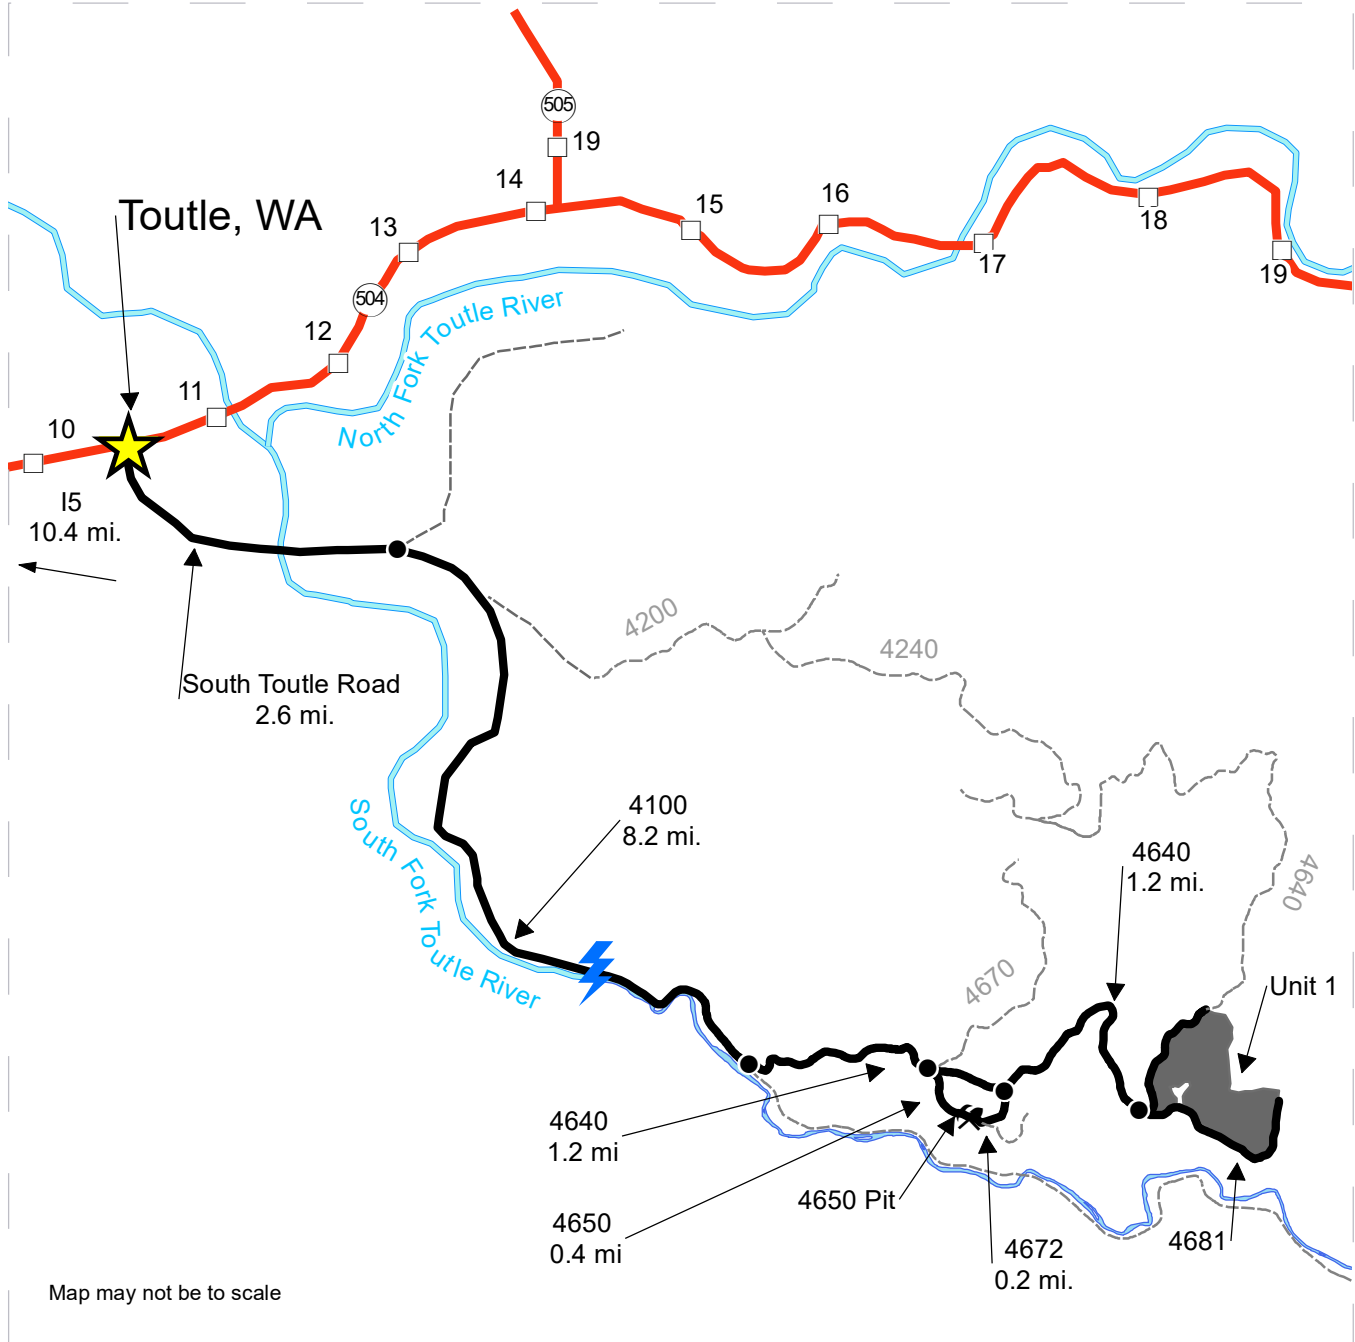 505
19
14
15
16
Toutle, WA
13
18
17
19
504
12
North Fork Toutle River
11
10
I5
10.4 mi.
4200
4240
South Toutle Road
2.6 mi.
4100
8.2 mi.
South Fork Toutle River
4640
1.2 mi.
4640
4670
Unit 1
4640
1.2 mi
4650 Pit
4650
0.4 mi
4672
0.2 mi.
4681
Map may not be to scale